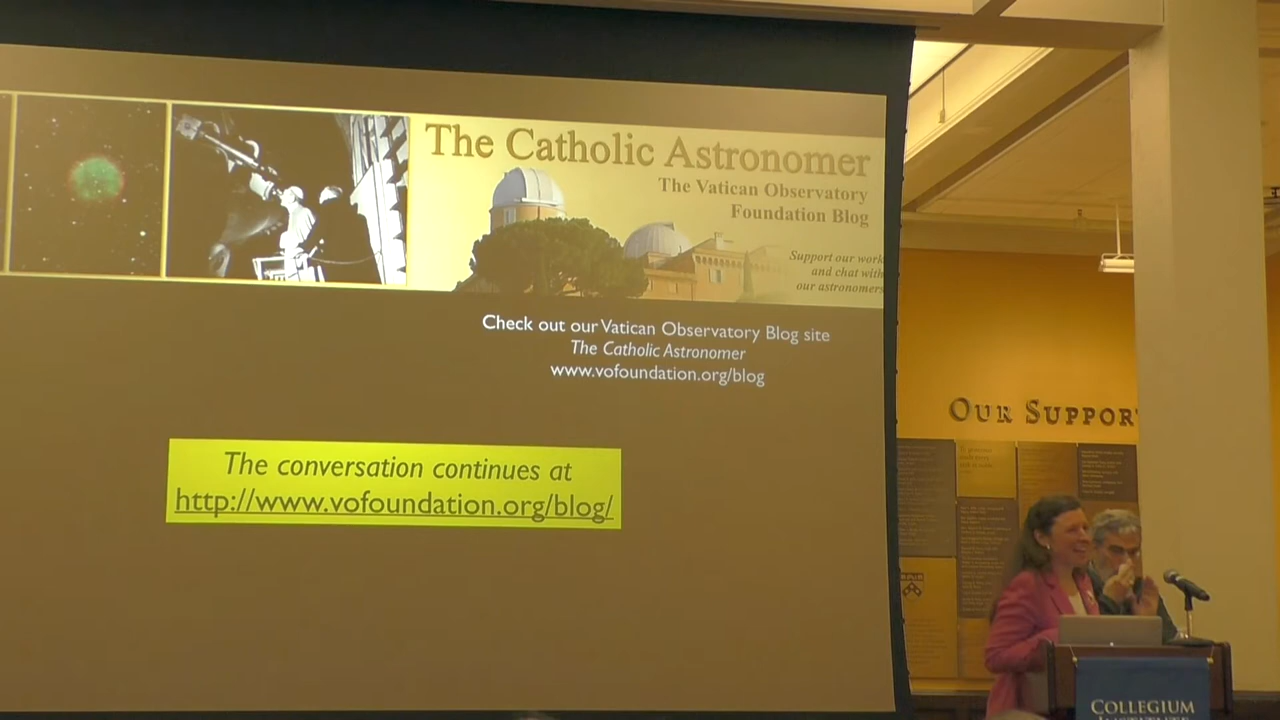 The Catholic Astronomer
The Vatican Observatory
Foundation Blog
Support our work
and chat with
our astronomers
Check out our Vatican Observatory Blog site
The Catholic Astronomer
www.vofoundation.org/blog
The conversation continues at
http://www.vofoundation.org/blog/
OUR SUPPOR
COLLEGIUM
INSTITUTE